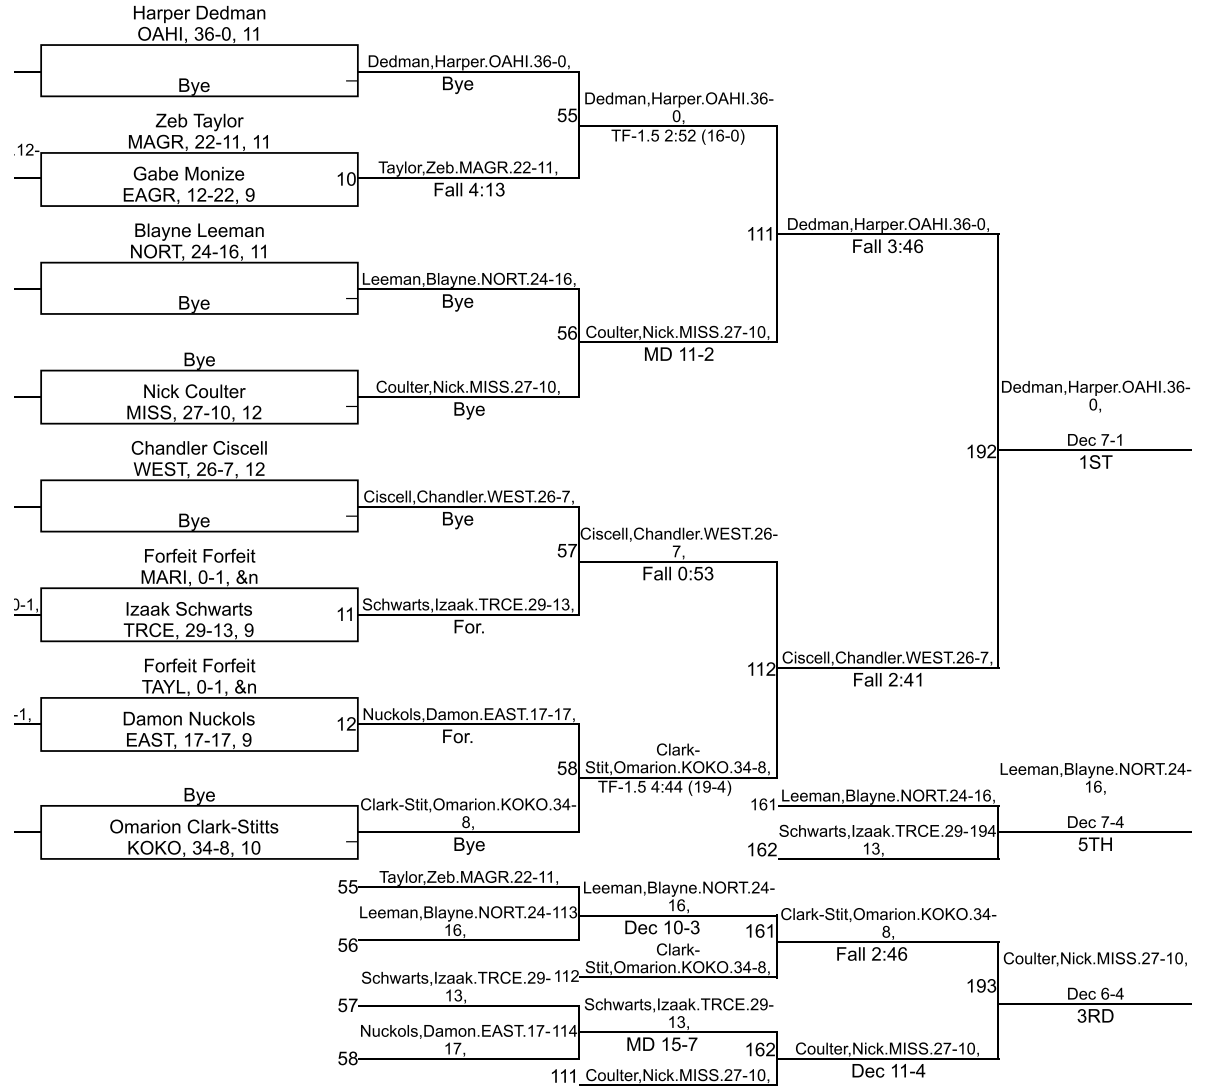 Harper Dedman
OAHI, 36-0, 11
Bye
Dedman,Harper.OAHI.36-0,
Bye
Zeb Taylor
MAGR, 22-11, 11
.12-
Gabe Monize
EAGR, 12-22, 9
10
Taylor,Zeb.MAGR.22-11,
Fall 4:13
55
Dedman,Harper.OAHI.36-
0,
TF-1.5 2:52 (16-0)
Blayne Leeman
NORT, 24-16, 11
Bye
Leeman,Blayne.NORT.24-16,
Bye
111
Dedman,Harper.OAHI.36-0,
Fall 3:46
56
Coulter,Nick.MISS.27-10,
MD 11-2
Bye
Nick Coulter
MISS, 27-10, 12
Coulter,Nick.MISS.27-10,
Bye
Dedman,Harper.OAHI.36-
0,
192
Dec 7-1
1ST
Chandler Ciscell
WEST, 26-7, 12
Bye
Ciscell,Chandler.WEST.26-7,
Bye
57
Ciscell,Chandler.WEST.26-
7,
Fall 0:53
Forfeit Forfeit
MARI, 0-1, &n
0-1,
Izaak Schwarts
TRCE, 29-13, 9
11
Schwarts,Izaak.TRCE.29-13,
For.
112
Ciscell,Chandler.WEST.26-7,
Fall 2:41
Forfeit Forfeit
TAYL, 0-1, &n
-1,
Damon Nuckols
EAST, 17-17, 9
12
Nuckols,Damon.EAST.17-17,
For.
58
Clark-
Stit,Omarion.KOKO.34-8,
TF-1.5 4:44 (19-4)
Bye
Omarion Clark-Stitts
KOKO, 34-8, 10
Clark-Stit,Omarion.KOKO.34-
8,
Bye
161
Leeman,Blayne.NORT.24-16,
162
Schwarts,Izaak.TRCE.29-194
13,
Leeman,Blayne.NORT.24-
16,
Dec 7-4
5TH
55
Taylor,Zeb.MAGR.22-11,
Leeman,Blayne.NORT.24-113
16,
56
Leeman,Blayne.NORT.24-
16,
Dec 10-3
161
Clark-Stit,Omarion.KOKO.34-
8,
Fall 2:46
Clark-
112
Stit,Omarion.KOKO.34-8,
57
Schwarts,Izaak.TRCE.29-
13,
Nuckols,Damon.EAST.17-114
17,
58
Schwarts,Izaak.TRCE.29-
13,
MD 15-7
162
Coulter,Nick.MISS.27-10,
Dec 11-4
111
Coulter,Nick.MISS.27-10,
193
Coulter,Nick.MISS.27-10,
Dec 6-4
3RD